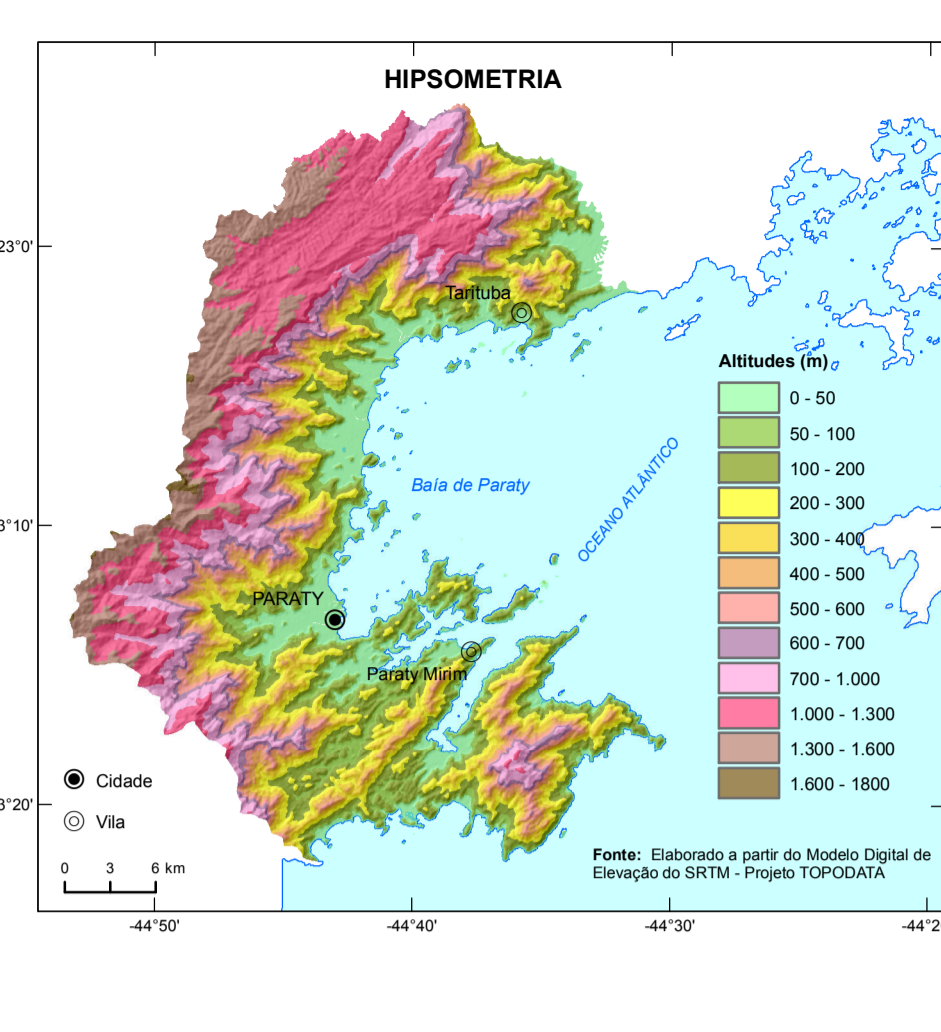 HIPSOMETRIA
23°0'
Tarituba
Altitudes (m)
0 - 50
50 - 100
100 - 200
200 - 300
300 - 400
400 - 500
500 - 600
600 - 700
700 - 1.000
1.000 - 1.300
1.300 - 1.600
1.600 - 1800
Baía de Paraty
OCEANO ATLÂNTICO
3°10'
PARATY
Paraty Mirim
Cidade
Vila
3°20'
0 3 6 km
Fonte: Elaborado a partir do Modelo Digital de
Elevação do SRTM - Projeto TOPODATA
-44°50' -44°40' -44°30' -44°2